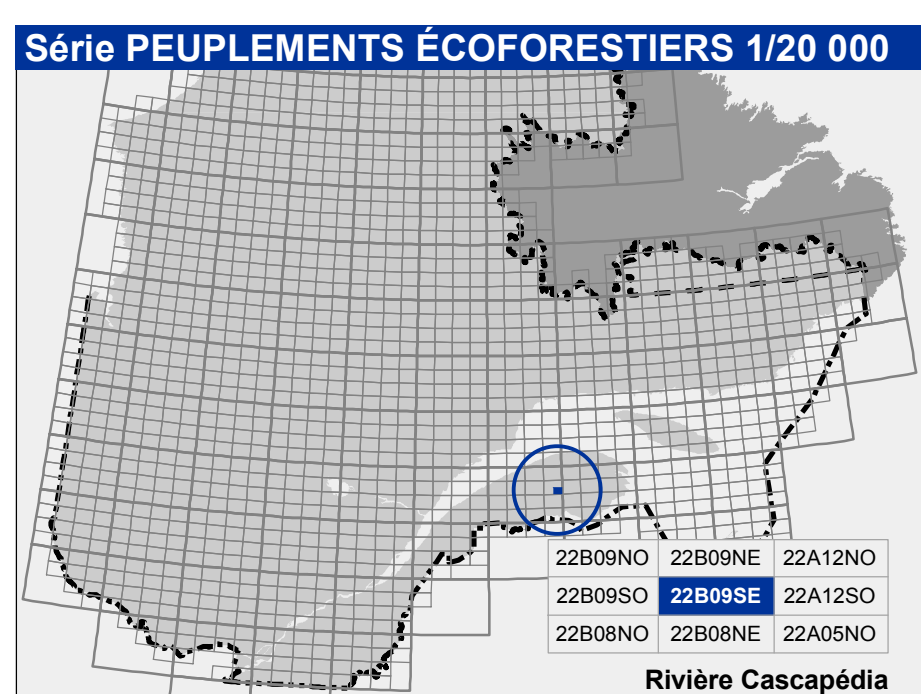 Série PEUPLEMENTS ÉCOFORESTIERS 1/20 000
22B09NO 22B09NE 22A12NO
22B09SO 22B09SE 22A12SO
22B08NO 22B08NE 22A05NO
Rivière Cascapédia